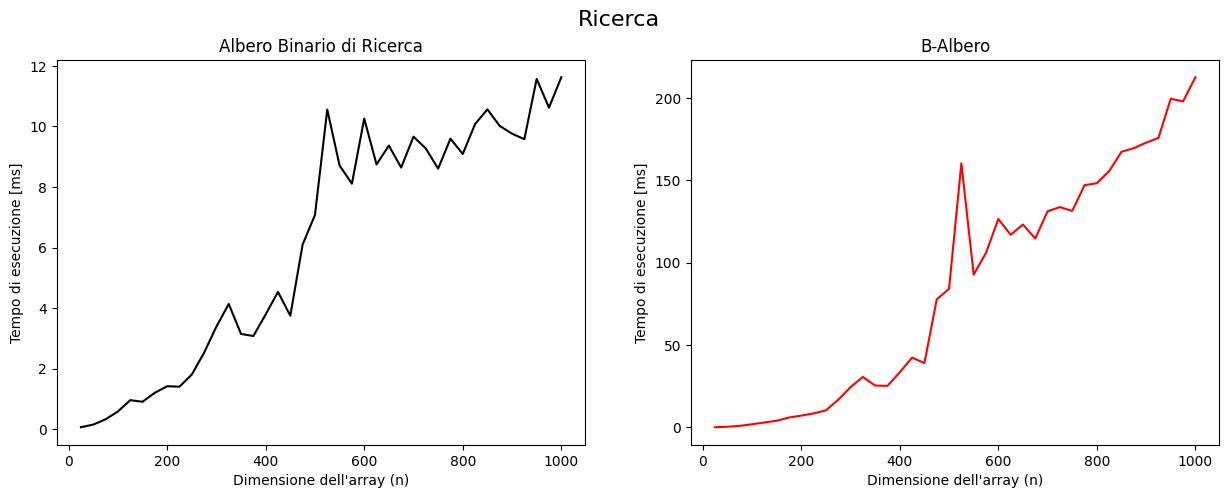 Ricerca
Albero Binario di Ricerca
Tempo di esecuzione [ms]
12
10
8
6
4
2
0
0 200 400 600 800 1000
Dimensione dell'array (n)
B-Albero
Tempo di esecuzione [ms]
200
150
100
50
0
0 200 400 600 800 1000
Dimensione dell'array (n)